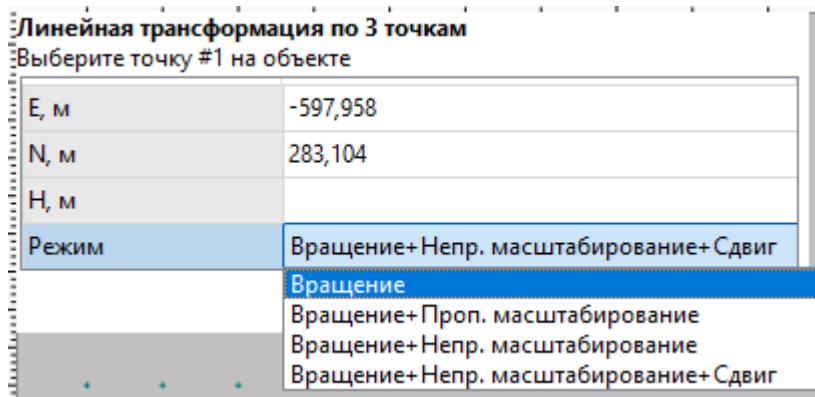 Линейная трансформация по 3 точкам
Выберите точку #1 на объекте
E, м -597,958
N, м 283,104
H, м
Режим Вращение+Непр. масштабирование+Сдвиг
Вращение
Вращение+Проп. масштабирование
Вращение+Непр. масштабирование
Вращение+Непр. масштабирование+Сдвиг